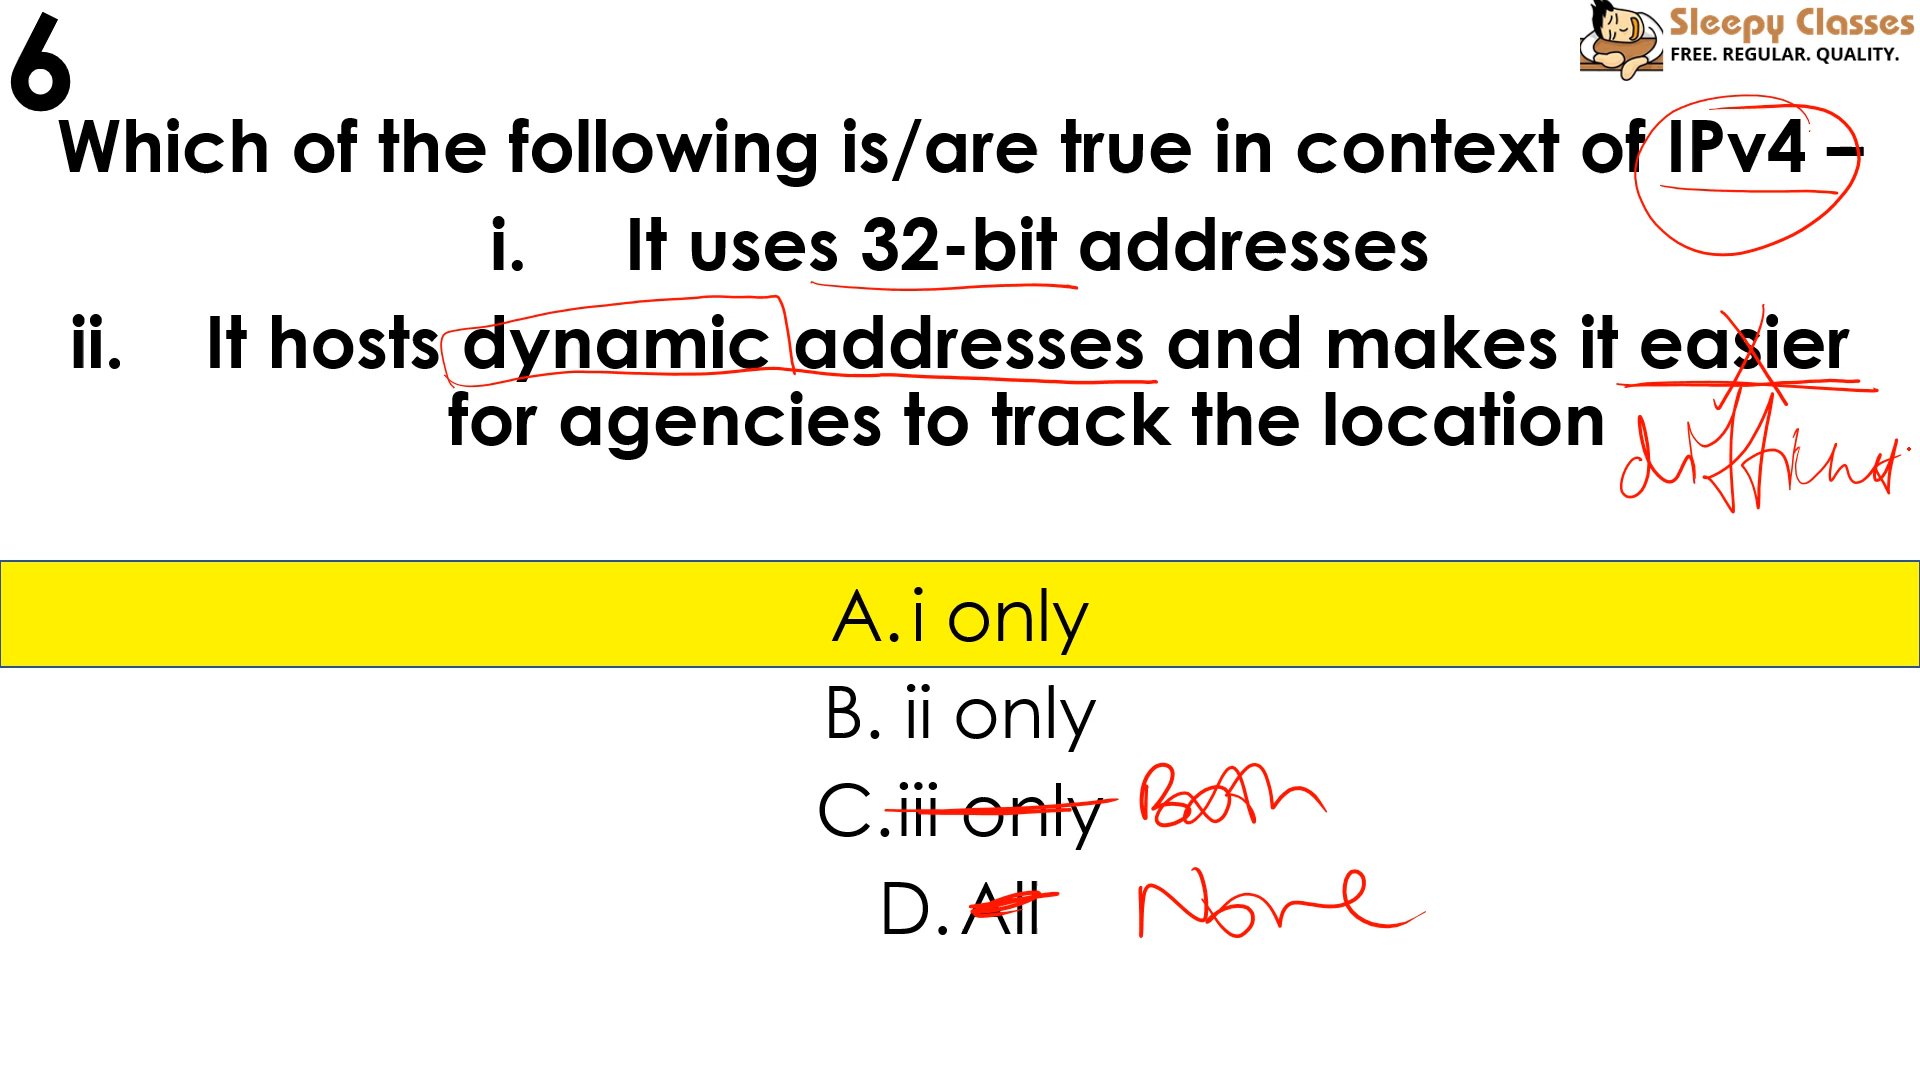 6
Sleepy Classes
FREE. REGULAR. QUALITY.
Which of the following is/are true in context of IPv4 –
i. It uses 32-bit addresses
ii. It hosts dynamic addresses and makes it easier
for agencies to track the location
difficult
A. i only
B. ii only
C. iii only Both
D. All None